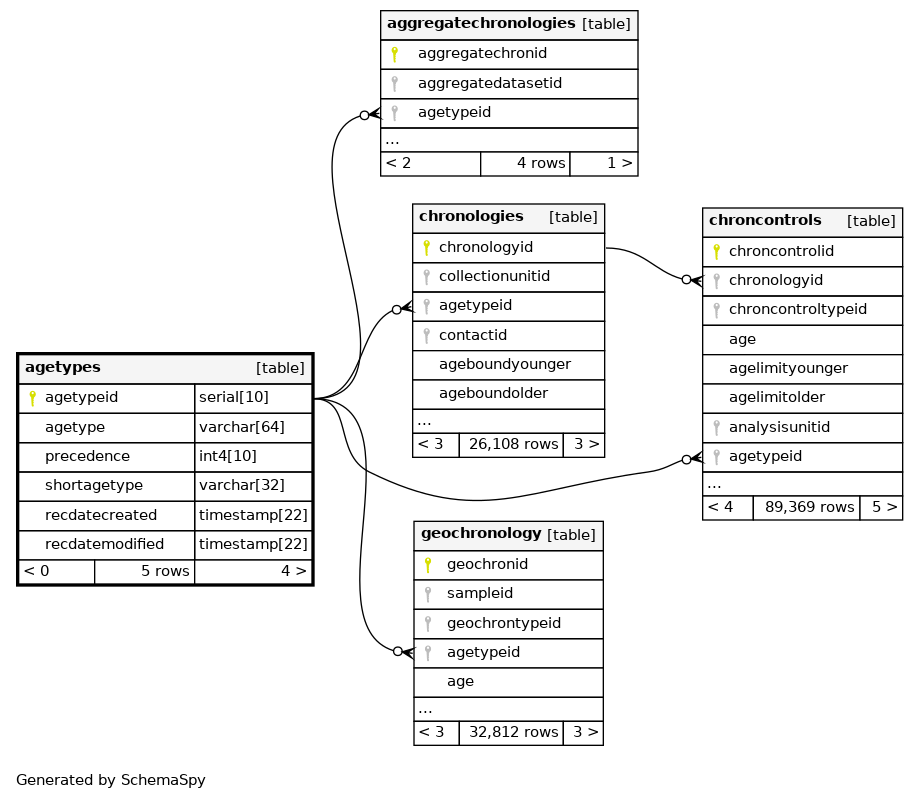 aggregatechronologies [table]
aggregatechronid
aggregatedatasetid
agetypeid
...
< 2 4 rows 1 >
chronologies [table]
chronologyid
collectionunitid
agetypeid
contactid
ageboundyounger
ageboundolder
...
< 3 26,108 rows 3 >
chroncontrols [table]
chroncontrolid
chronologyid
chroncontroltypeid
age
agelimityounger
agelimitolder
analysisunitid
agetypeid
...
< 4 89,369 rows 5 >
agetypes [table]
agetypeid serial[10]
agetype varchar[64]
precedence int4[10]
shortagetype varchar[32]
recdatecreated timestamp[22]
recdatemodified timestamp[22]
< 0 5 rows 4 >
geochronology [table]
geochronid
sampleid
geochrontypeid
agetypeid
age
...
< 3 32,812 rows 3 >
Generated by SchemaSpy